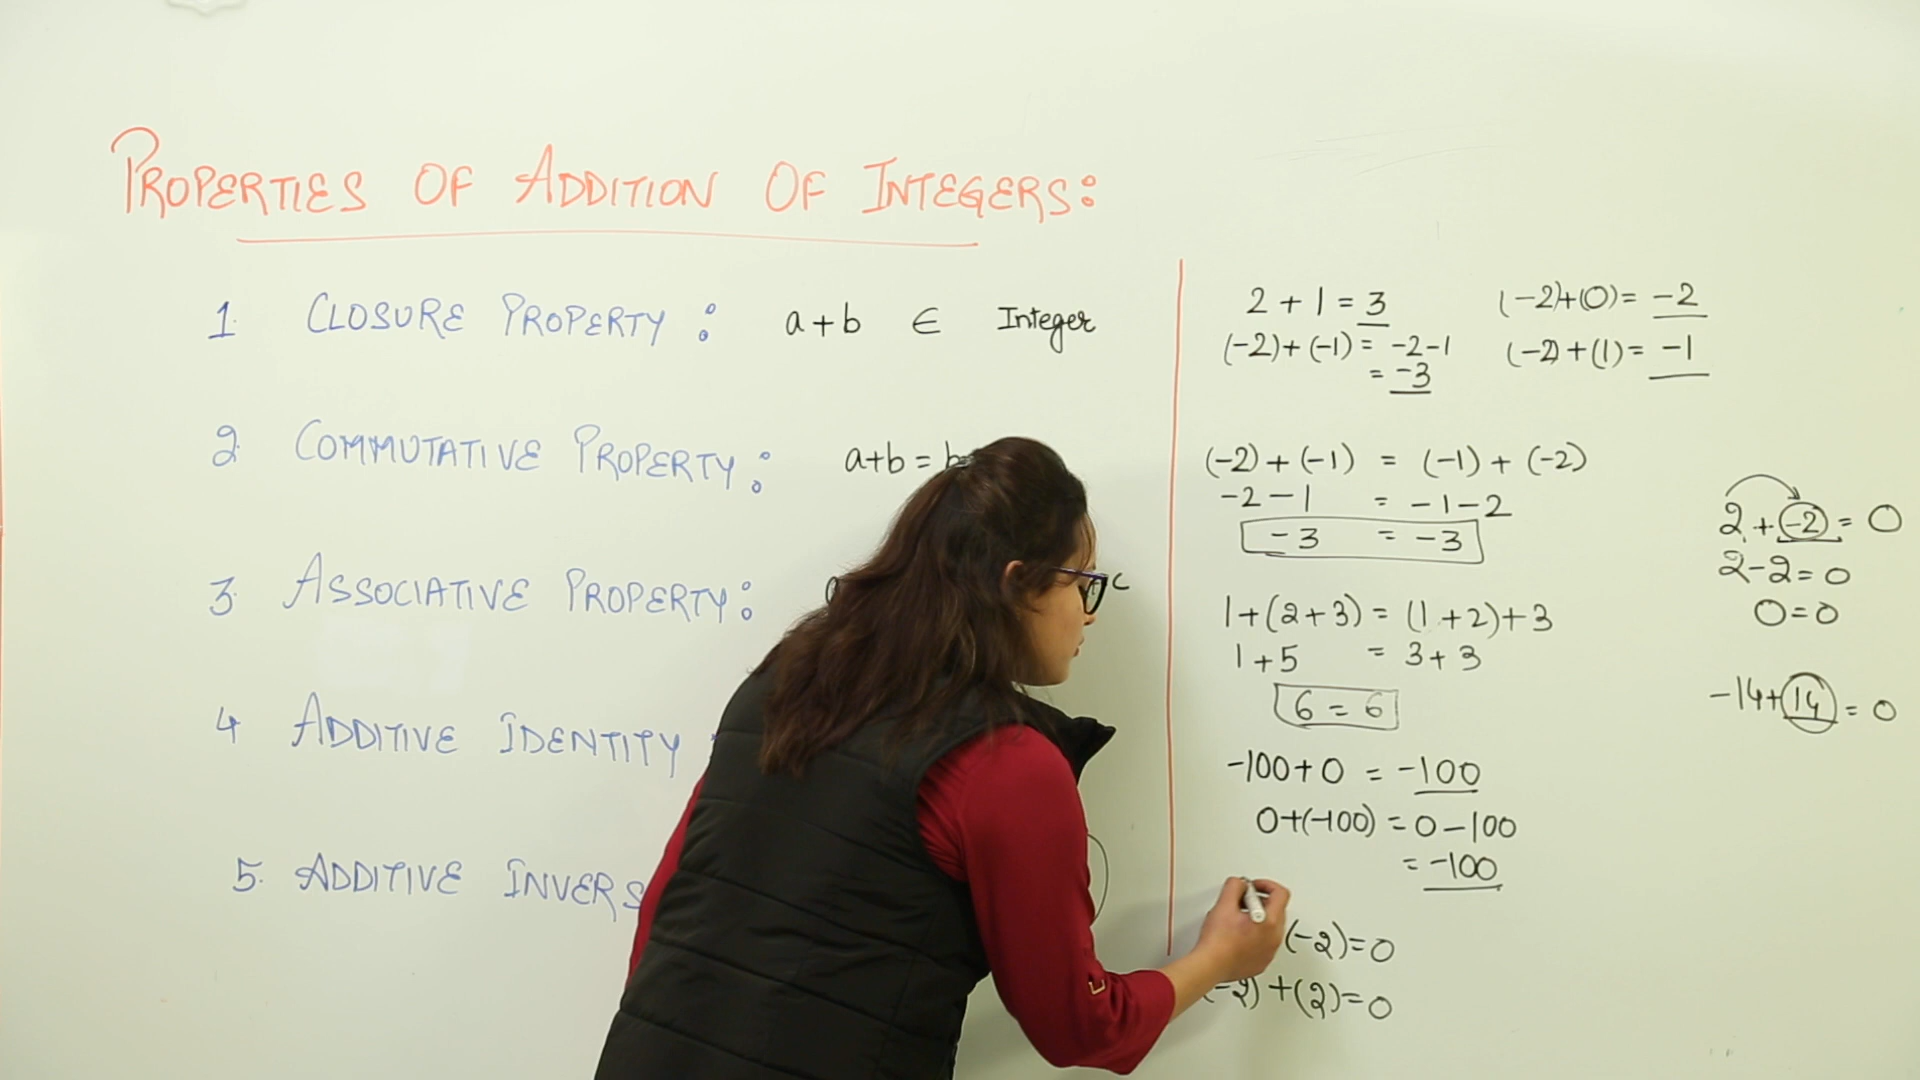 PROPERTIES OF ADDITION OF INTEGERS:
1. CLOSURE PROPERTY: a+b ∈ Integer
2. COMMUTATIVE PROPERTY: a+b=
3. ASSOCIATIVE PROPERTY:
4 ADDITIVE IDENTITY
5. ADDITIVE
2+1=3
(-2)+(-1)= -2-1
= -3
(-2)+(0)= -2
(-2)+(1)= -1
(-2)+(-1) = (-1)+(-2)
-2-1 = -1-2
-3 = -3
1+(2+3)= (1+2)+3
1+5 = 3+3
6 = 6
-100+0 = -100
0+(-100)=0-100
= -100
(-2)=0
+(2)=0
2+(-2)=0
2-2=0
0=0
-14+(14)=0